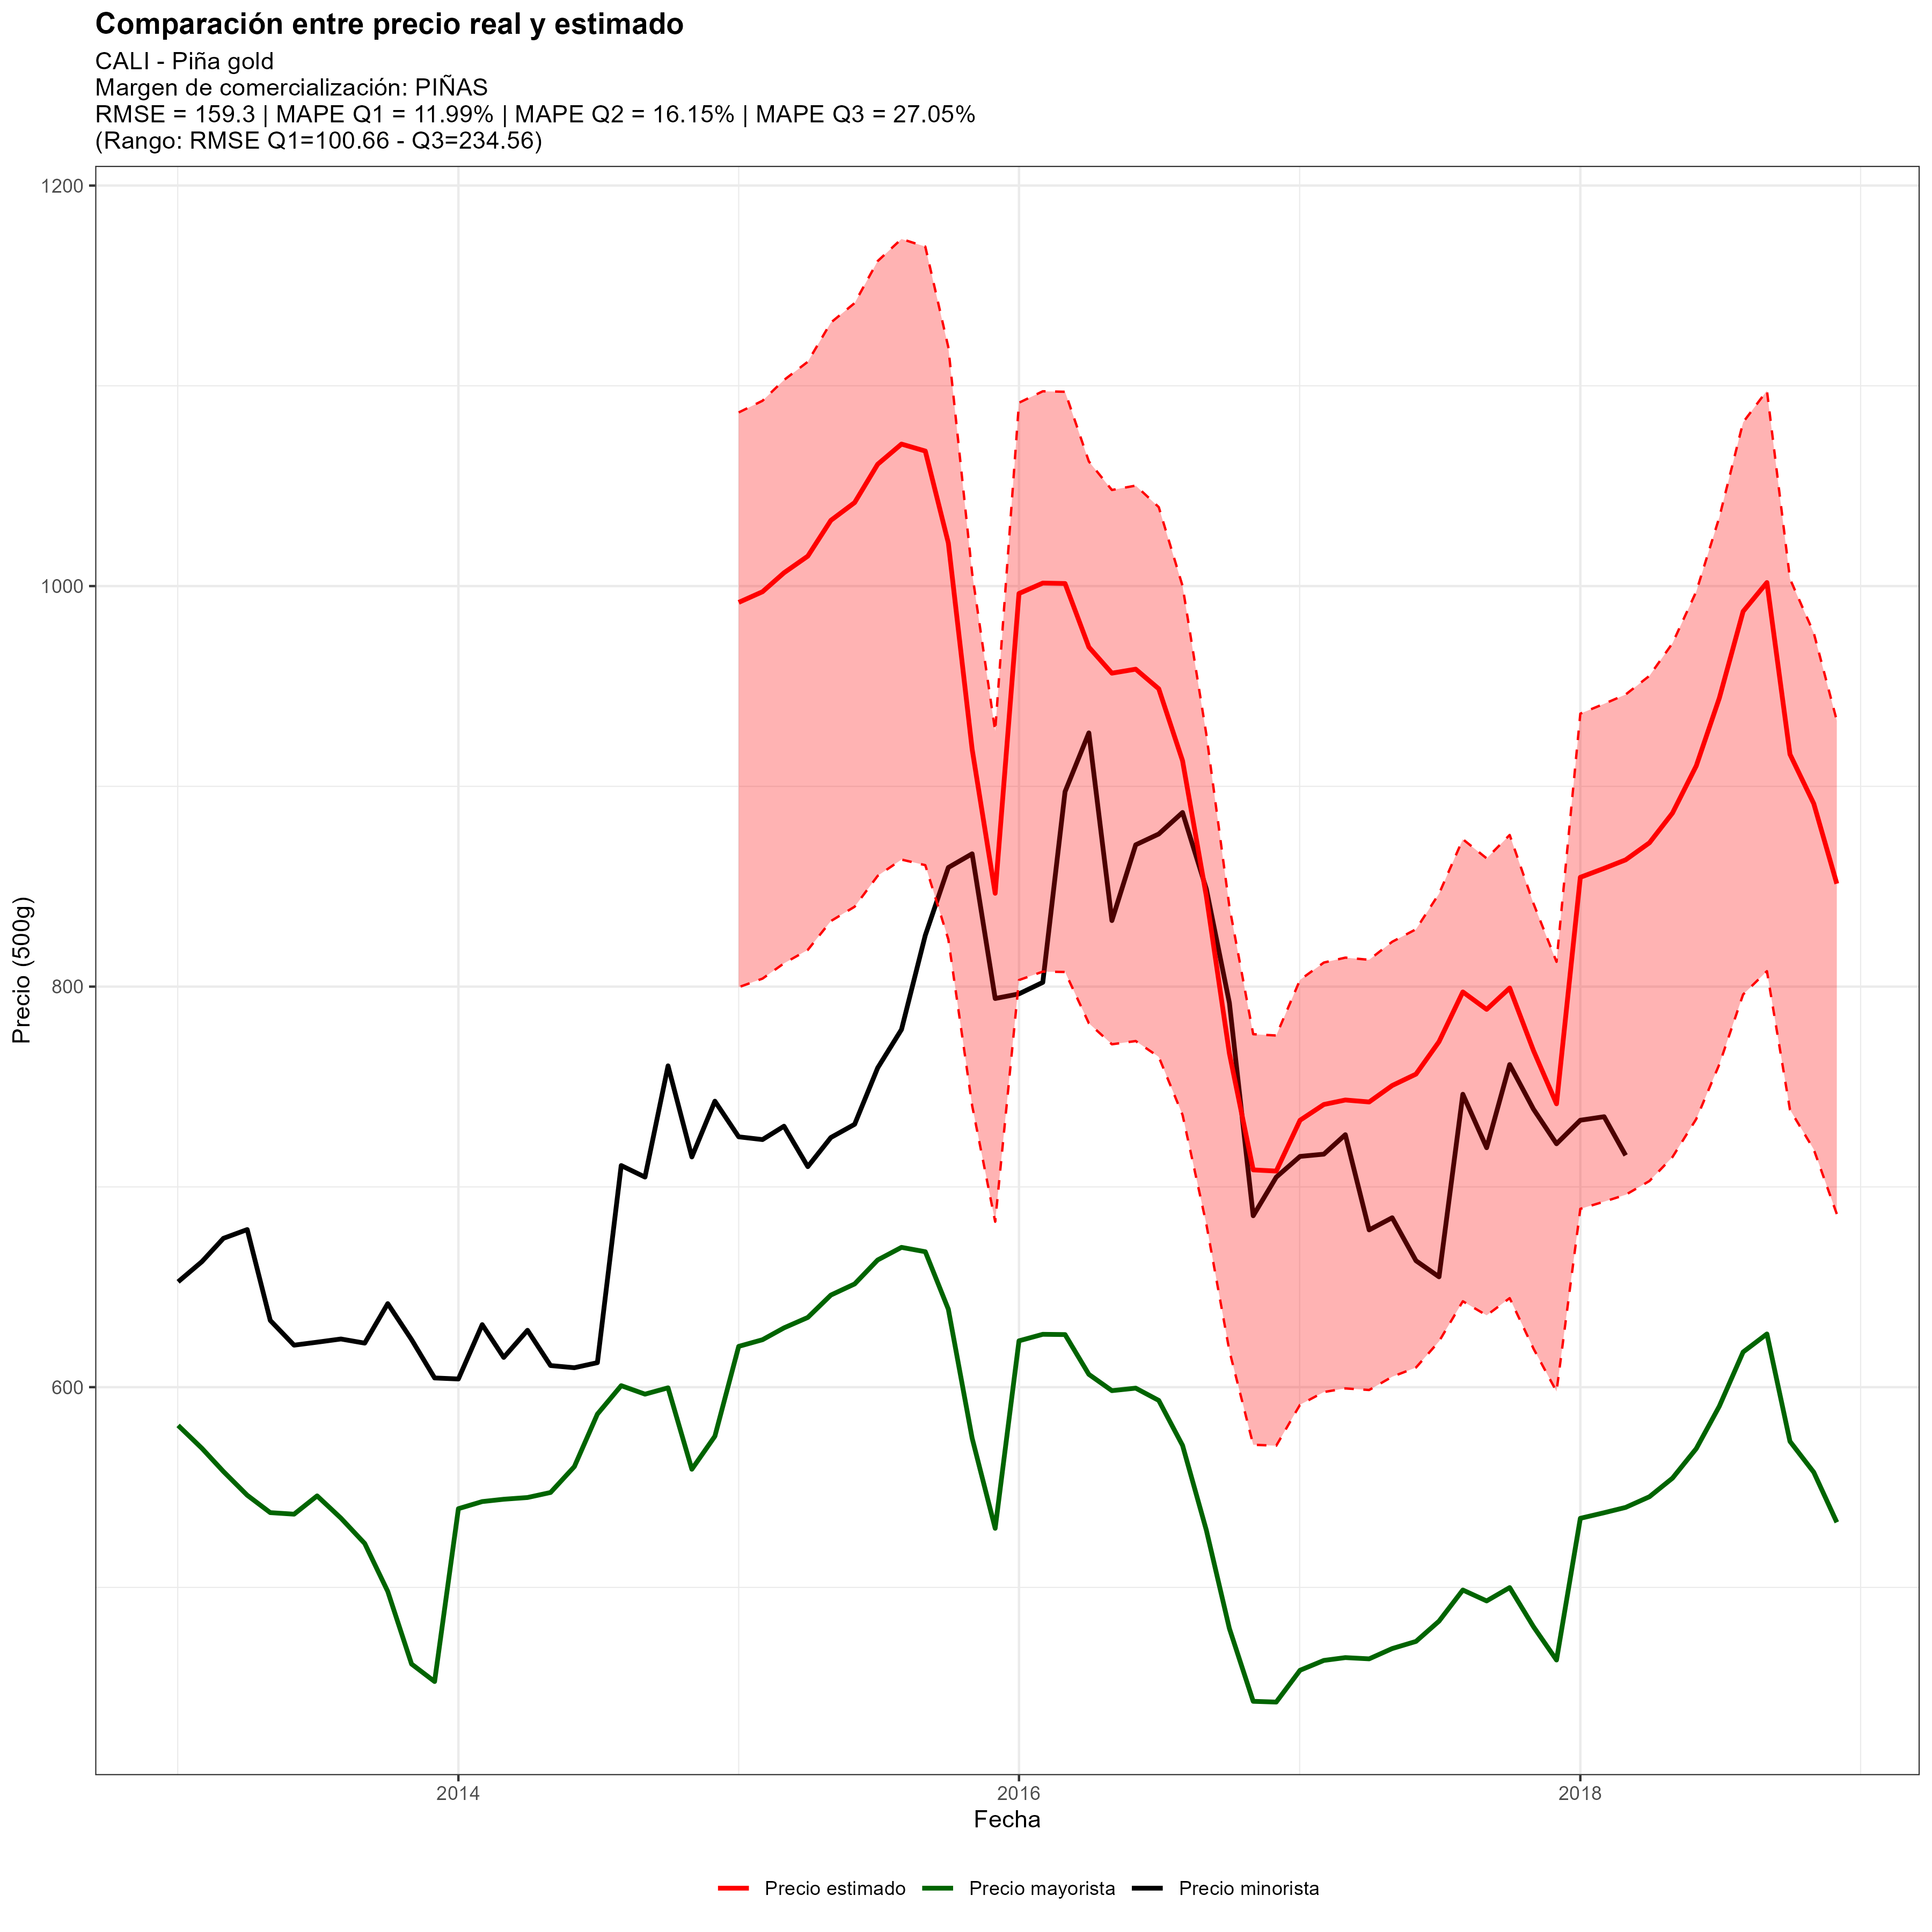 Comparación entre precio real y estimado
CALI - Piña gold
Margen de comercialización: PIÑAS
RMSE = 159.3 | MAPE Q1 = 11.99% | MAPE Q2 = 16.15% | MAPE Q3 = 27.05%
(Rango: RMSE Q1=100.66 - Q3=234.56)
1200
1000
800
600
Precio (500g)
2014
2016
2018
Fecha
Precio estimado
Precio mayorista
Precio minorista